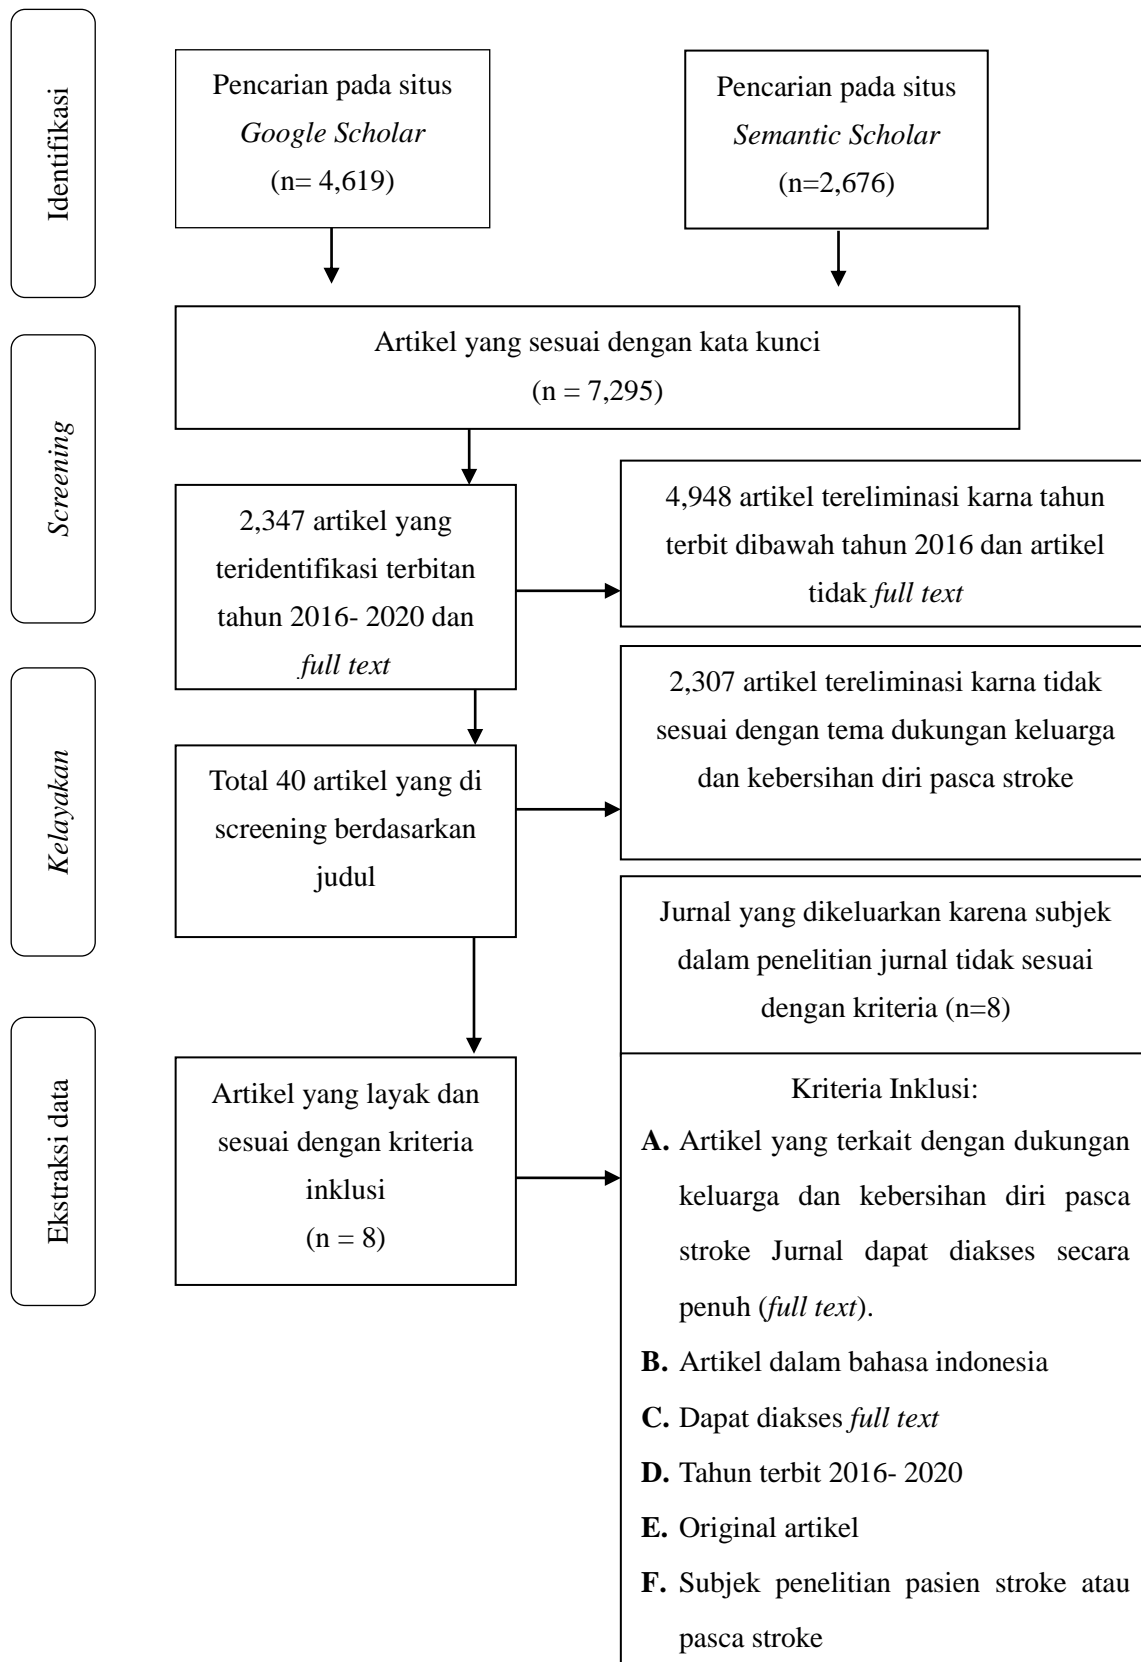 Identifikasi
Pencarian pada situs
Google Scholar
(n= 4,619)
Pencarian pada situs
Semantic Scholar
(n=2,676)
Artikel yang sesuai dengan kata kunci
(n = 7,295)
Screening
2,347 artikel yang
teridentifikasi terbitan
tahun 2016- 2020 dan
full text
4,948 artikel tereliminasi karna tahun
terbit dibawah tahun 2016 dan artikel
tidak full text
Kelayakan
Total 40 artikel yang di
screening berdasarkan
judul
2,307 artikel tereliminasi karna tidak
sesuai dengan tema dukungan keluarga
dan kebersihan diri pasca stroke
Jurnal yang dikeluarkan karena subjek
dalam penelitian jurnal tidak sesuai
dengan kriteria (n=8)
Ekstraksi data
Artikel yang layak dan
sesuai dengan kriteria
inklusi
(n = 8)
Kriteria Inklusi:
A. Artikel yang terkait dengan dukungan
keluarga dan kebersihan diri pasca
stroke Jurnal dapat diakses secara
penuh (full text).
B. Artikel dalam bahasa indonesia
C. Dapat diakses full text
D. Tahun terbit 2016- 2020
E. Original artikel
F. Subjek penelitian pasien stroke atau
pasca stroke